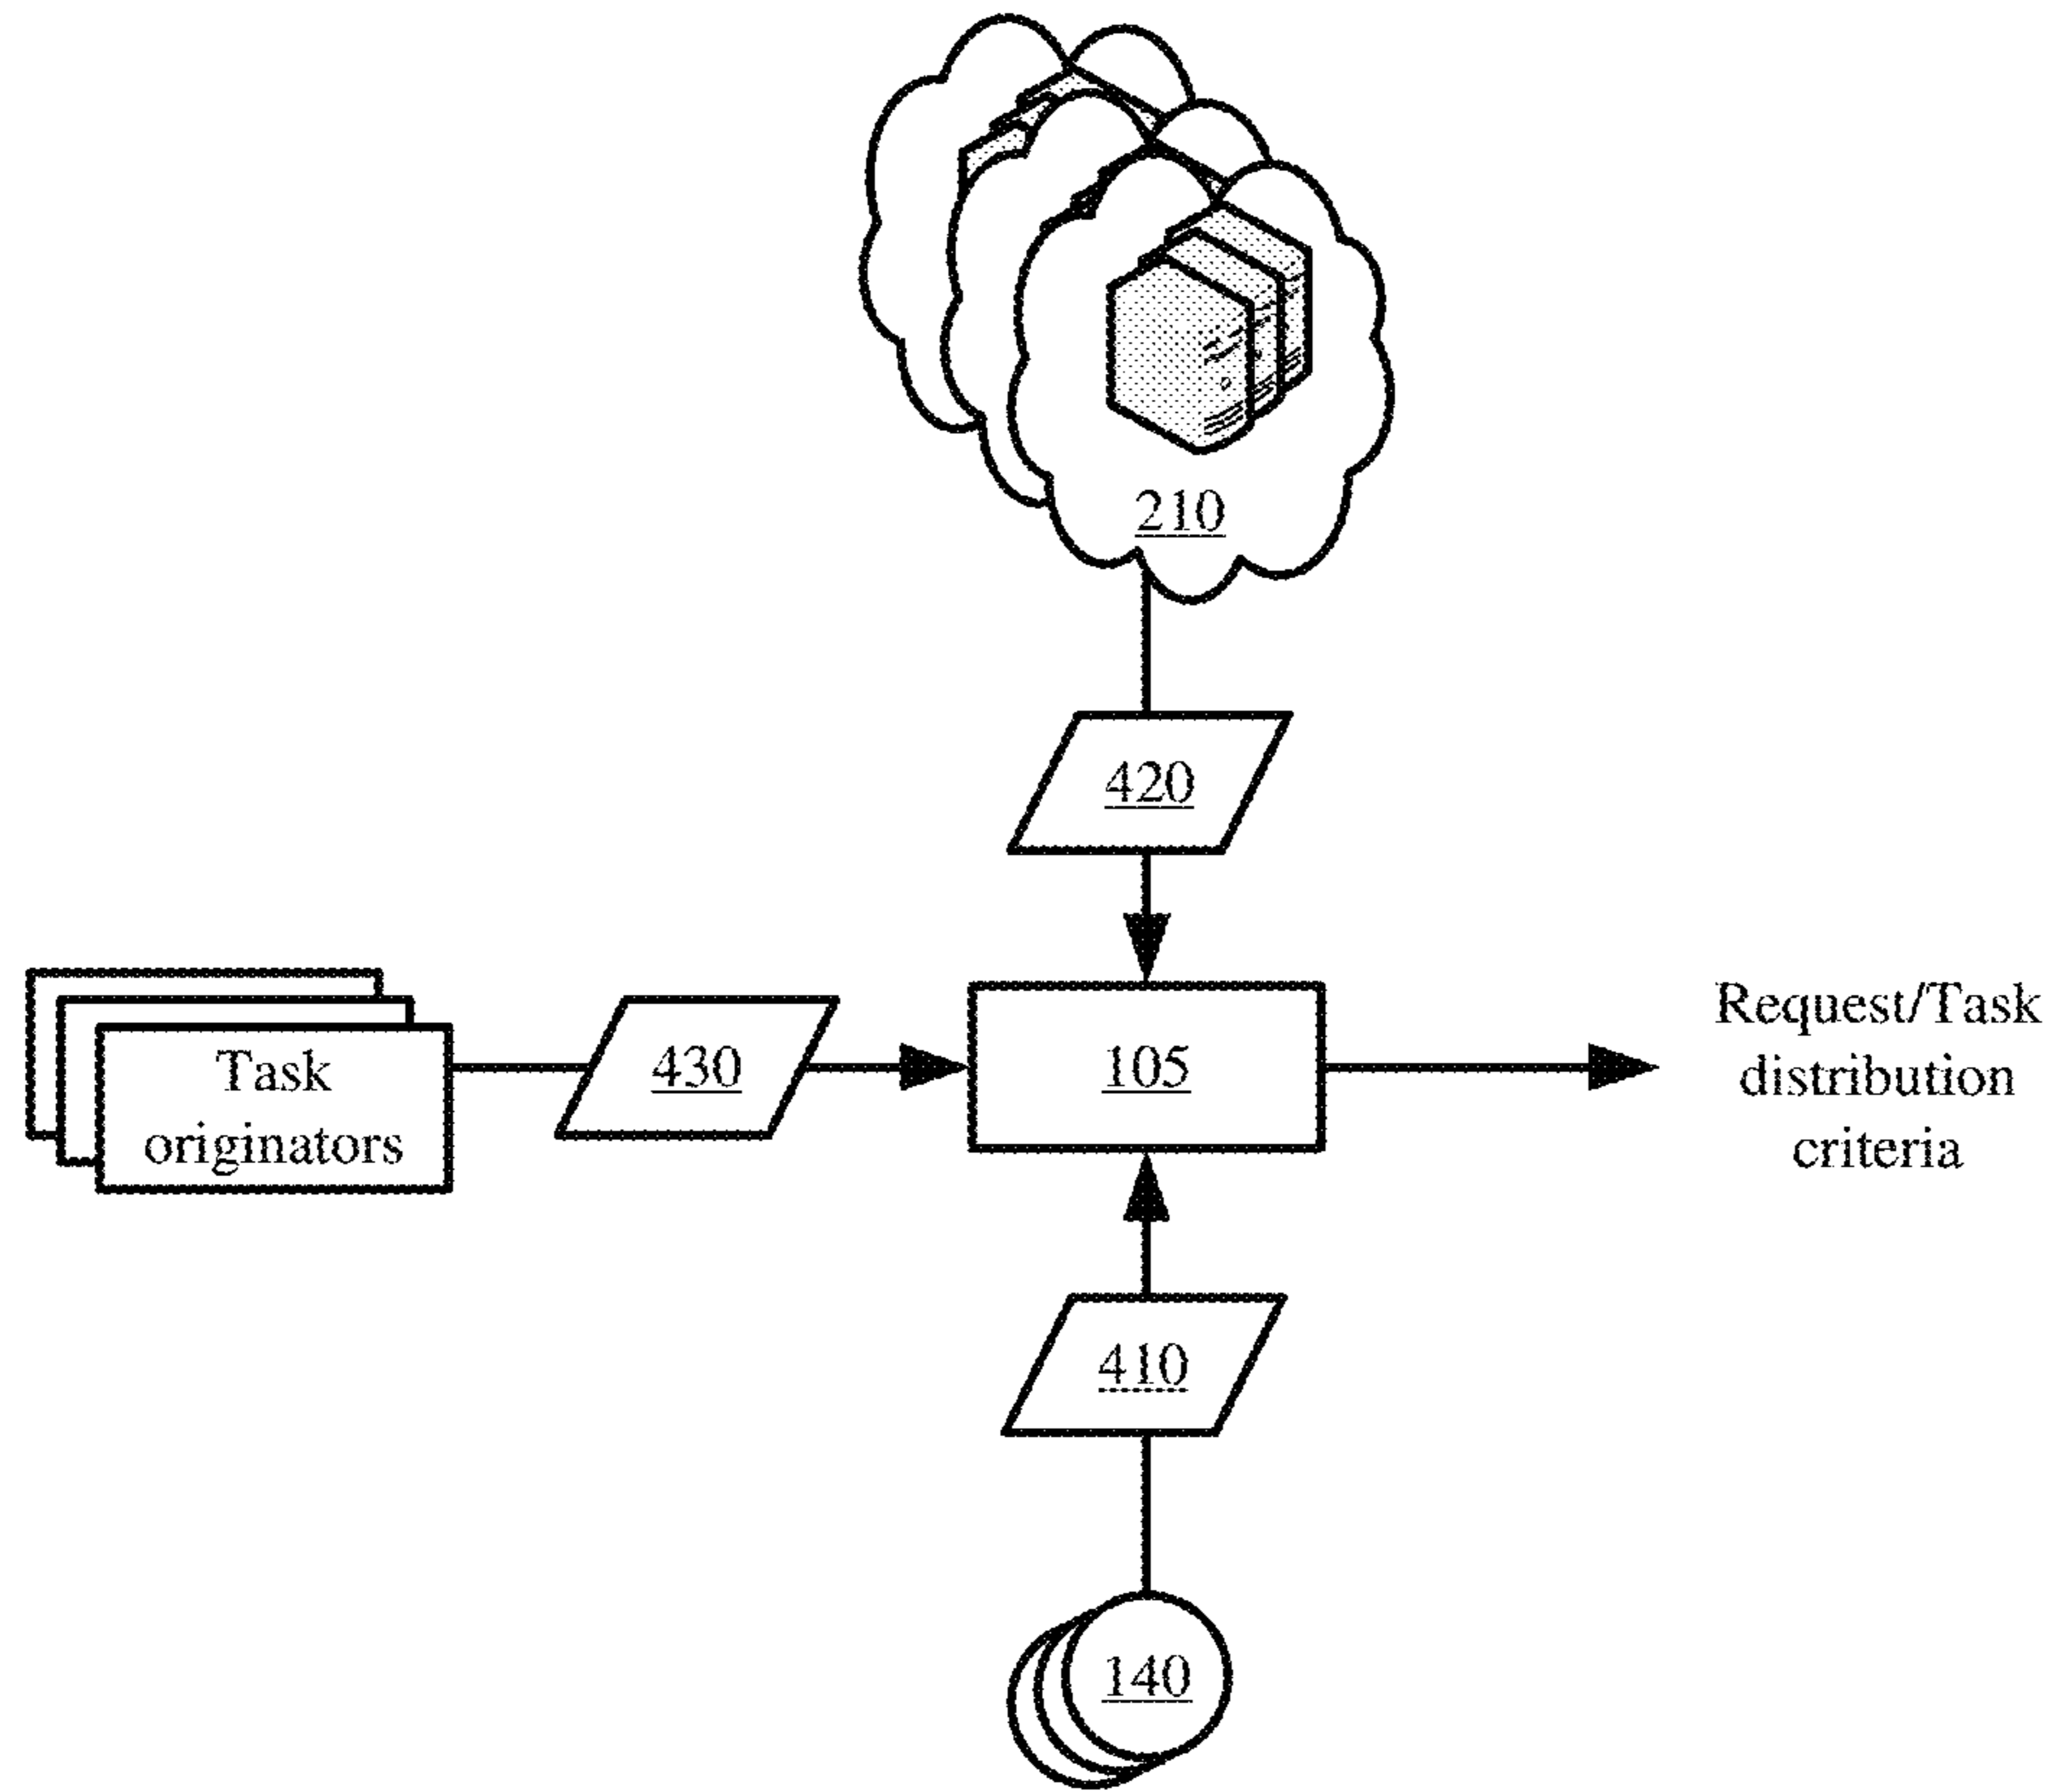 210
420
Task
originators
430
105
Request/Task
distribution
criteria
410
140